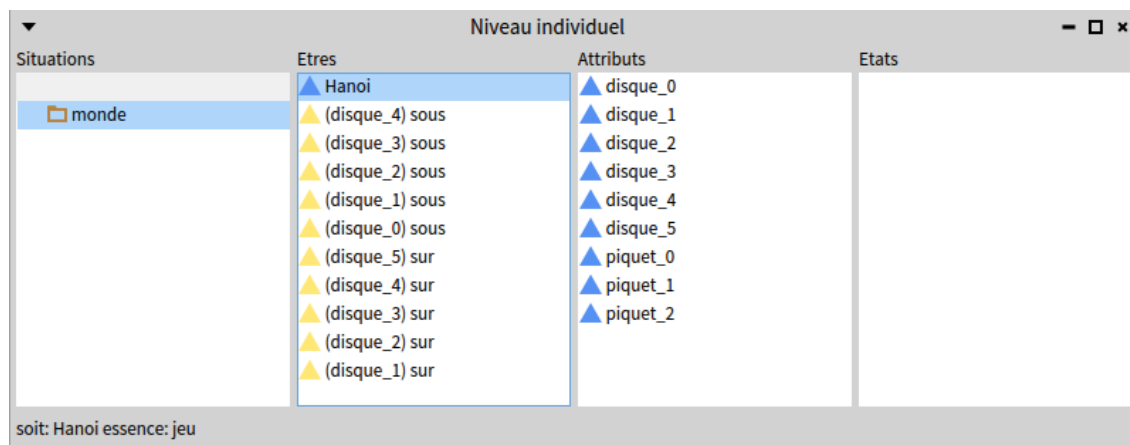 Niveau individuel
Situations
Etres
Attributs
Etats
monde
Hanoi
(disque_4) sous
(disque_3) sous
(disque_2) sous
(disque_1) sous
(disque_0) sous
(disque_5) sur
(disque_4) sur
(disque_3) sur
(disque_2) sur
(disque_1) sur
disque_0
disque_1
disque_2
disque_3
disque_4
disque_5
piquet_0
piquet_1
piquet_2
soit: Hanoi essence: jeu